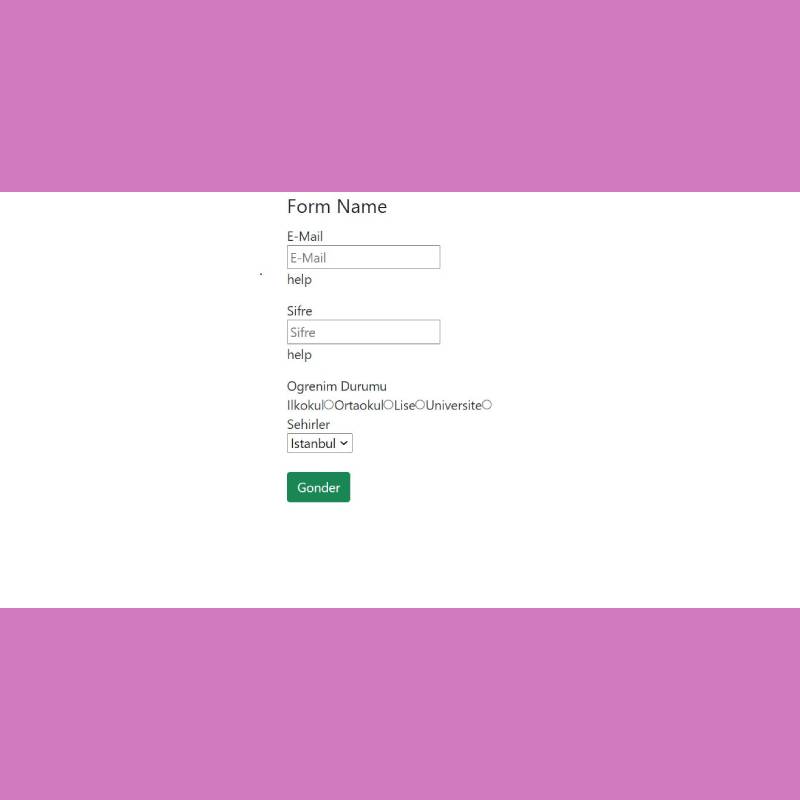 Form Name
E-Mail
E-Mail
help
Sifre
Sifre
help
Ogrenim Durumu
Ilkokul Ortaokul Lise Universite
Sehirler
Istanbul
Gonder